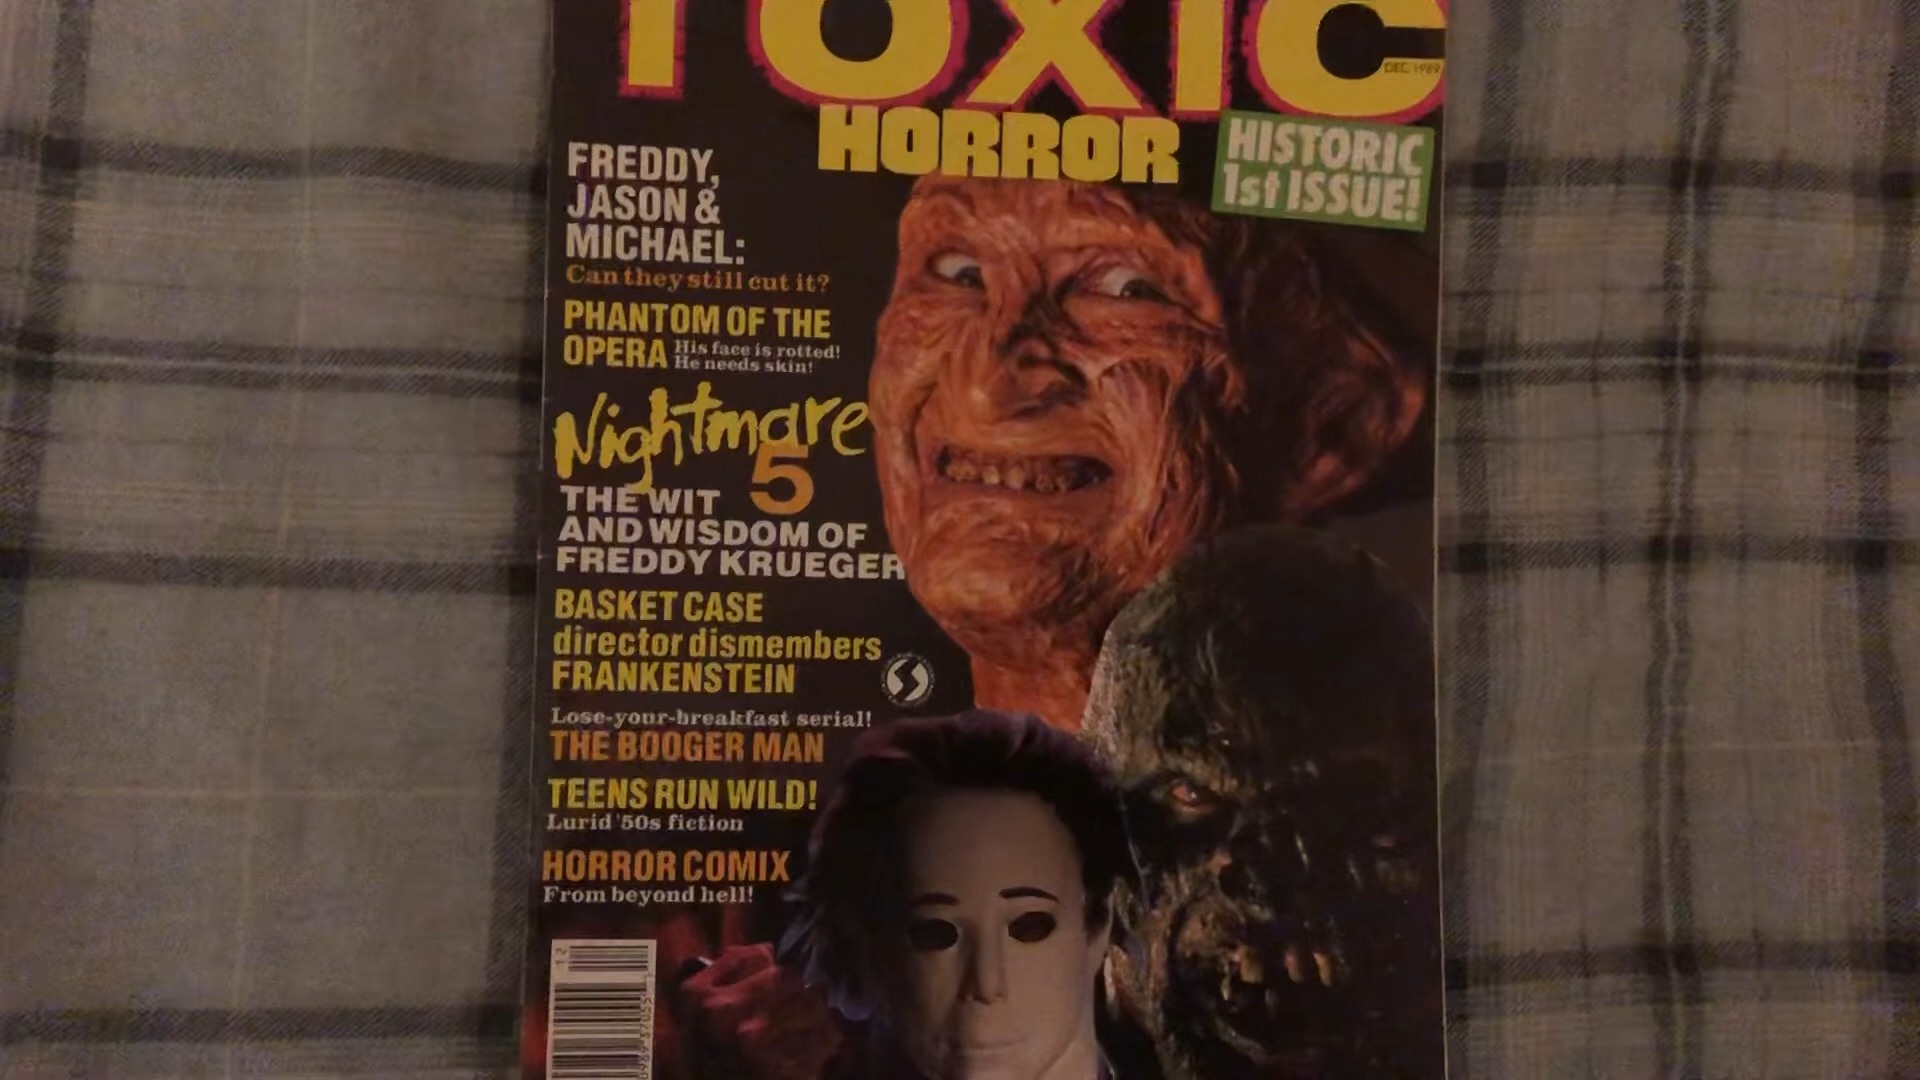 TOXIC
DEC. 1989
HORROR
HISTORIC
1st ISSUE!
FREDDY,
JASON &
MICHAEL:
Can they still cut it?
PHANTOM OF THE
OPERA His face is rotted!
He needs skin!
Nightmare
5
THE WIT
AND WISDOM OF
FREDDY KRUEGER
BASKET CASE
director dismembers
FRANKENSTEIN
Lose-your-breakfast serial!
THE BOOGER MAN
TEENS RUN WILD!
Lurid '50s fiction
HORROR COMIX
From beyond hell!
12